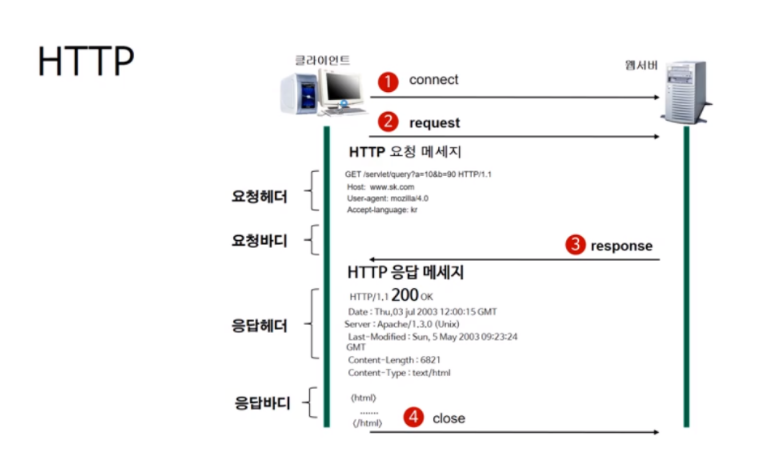 HTTP
클라이언트
웹서버
1 connect
2 request
HTTP 요청 메세지
GET /servlet/query?a=10&b=90 HTTP/1.1
Host: www.sk.com
User-agent: mozilla/4.0
Accept-language: kr
요청헤더
요청바디
3 response
HTTP 응답 메세지
HTTP/1.1 200 OK
Date : Thu,03 jul 2003 12:00:15 GMT
Server : Apache/1.3.0 (Unix)
Last-Modified : Sun, 5 May 2003 09:23:24
GMT
Content-Length : 6821
Content-Type : text/html
응답헤더
응답바디
⟨html⟩
.......
⟨/html⟩
4 close